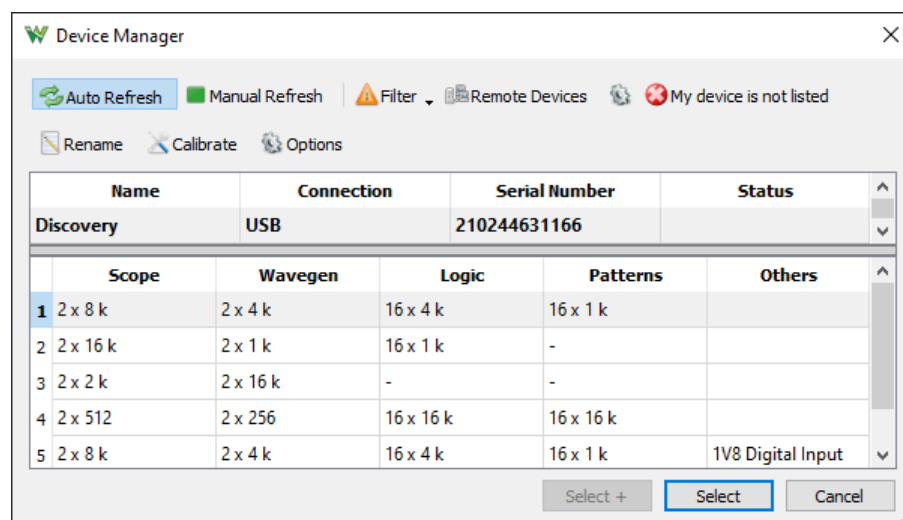 Device Manager
Auto Refresh Manual Refresh Filter Remote Devices My device is not listed
Rename Calibrate Options
Name Connection Serial Number Status
Discovery USB 210244631166
Scope Wavegen Logic Patterns Others
1 2 x 8 k 2 x 4 k 16 x 4 k 16 x 1 k
2 2 x 16 k 2 x 1 k 16 x 1 k -
3 2 x 2 k 2 x 16 k - -
4 2 x 512 2 x 256 16 x 16 k 16 x 16 k
5 2 x 8 k 2 x 4 k 16 x 4 k 16 x 1 k 1V8 Digital Input
Select + Select Cancel